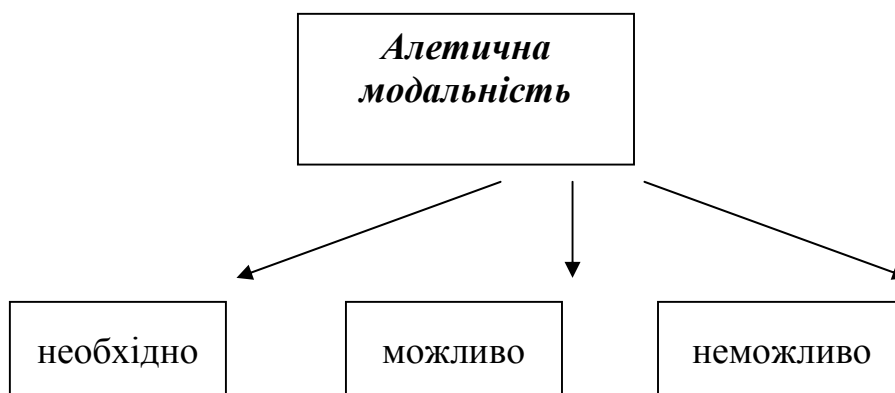 Алетична
модальність
необхідно
можливо
неможливо